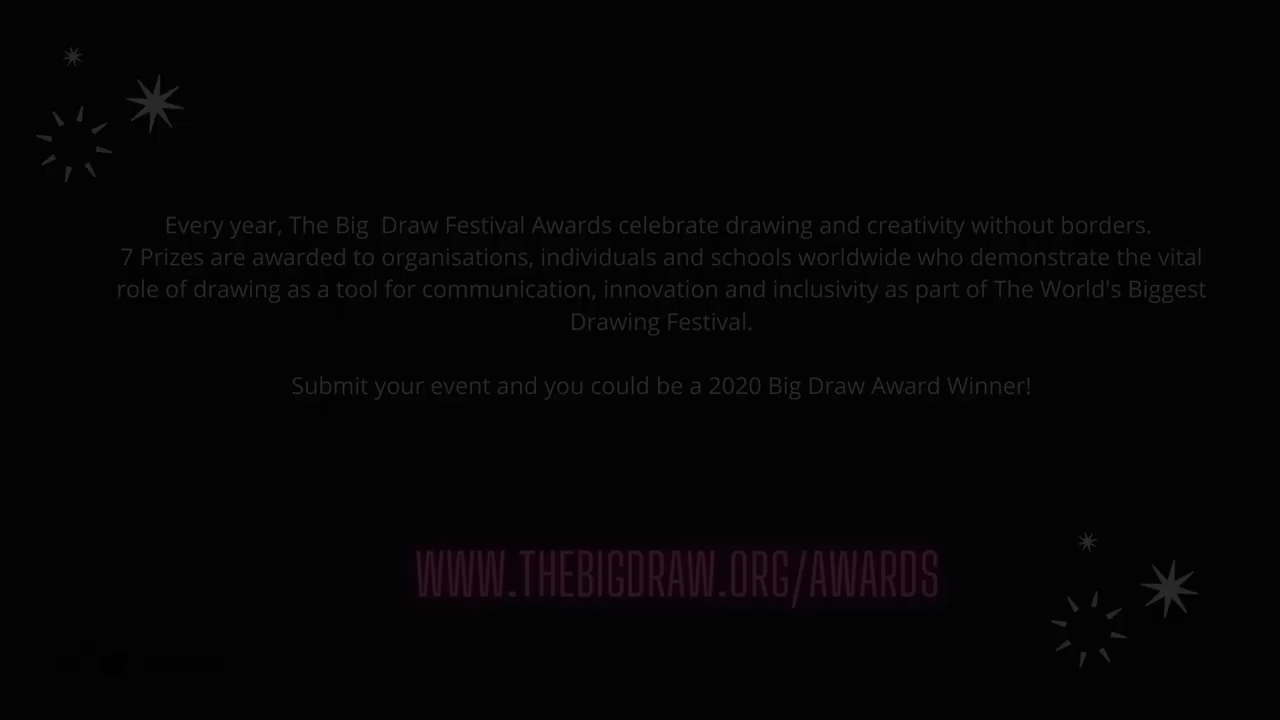 Every year, The Big  Draw Festival Awards celebrate drawing and creativity without borders.
7 Prizes are awarded to organisations, individuals and schools worldwide who demonstrate the vital
role of drawing as a tool for communication, innovation and inclusivity as part of The World's Biggest
Drawing Festival.
Submit your event and you could be a 2020 Big Draw Award Winner!
WWW.THEBIGDRAW.ORG/AWARDS